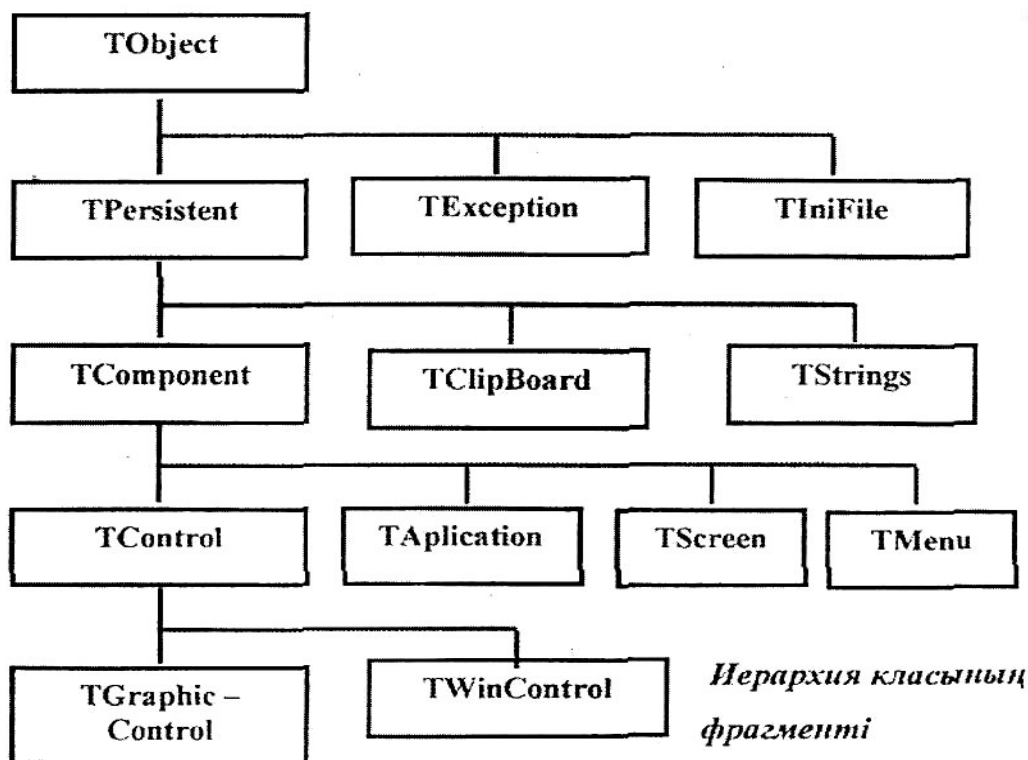 TObject
TPersistent
TException
TIniFile
TComponent
TClipBoard
TStrings
TControl
TAplication
TScreen
TMenu
TGraphic –
Control
TWinControl
Иерархия класының
фрагменті